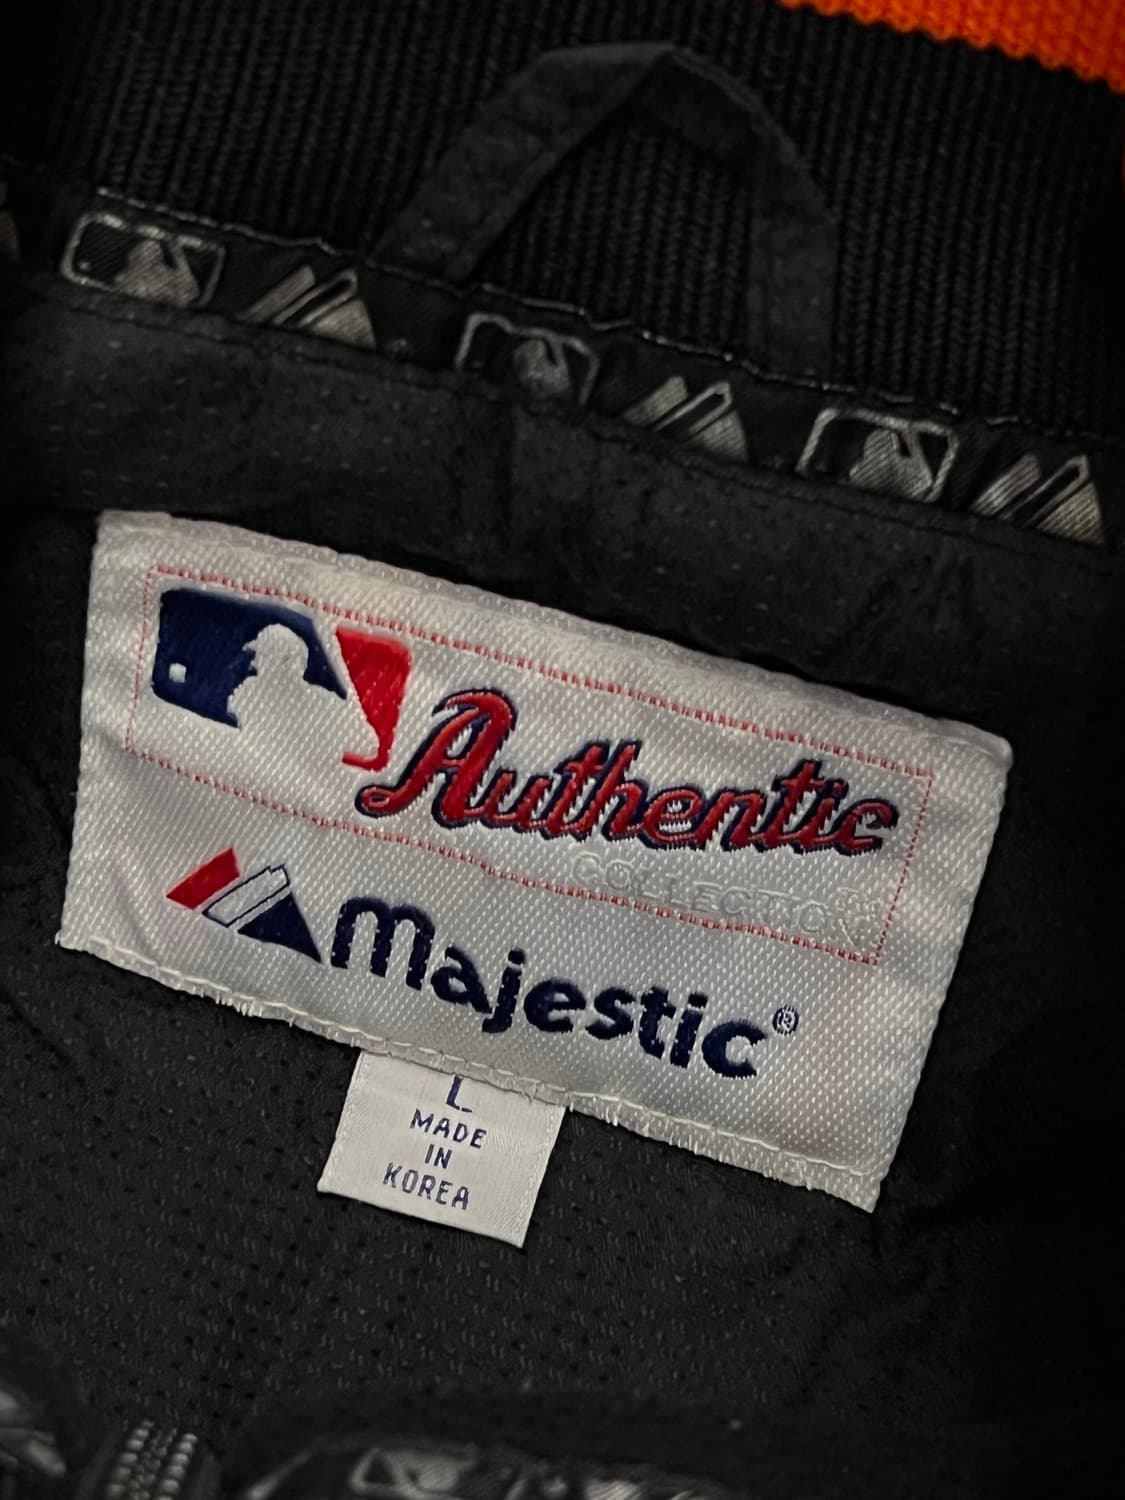 Authentic
COLLECTION
majestic®
L
MADE
IN
KOREA